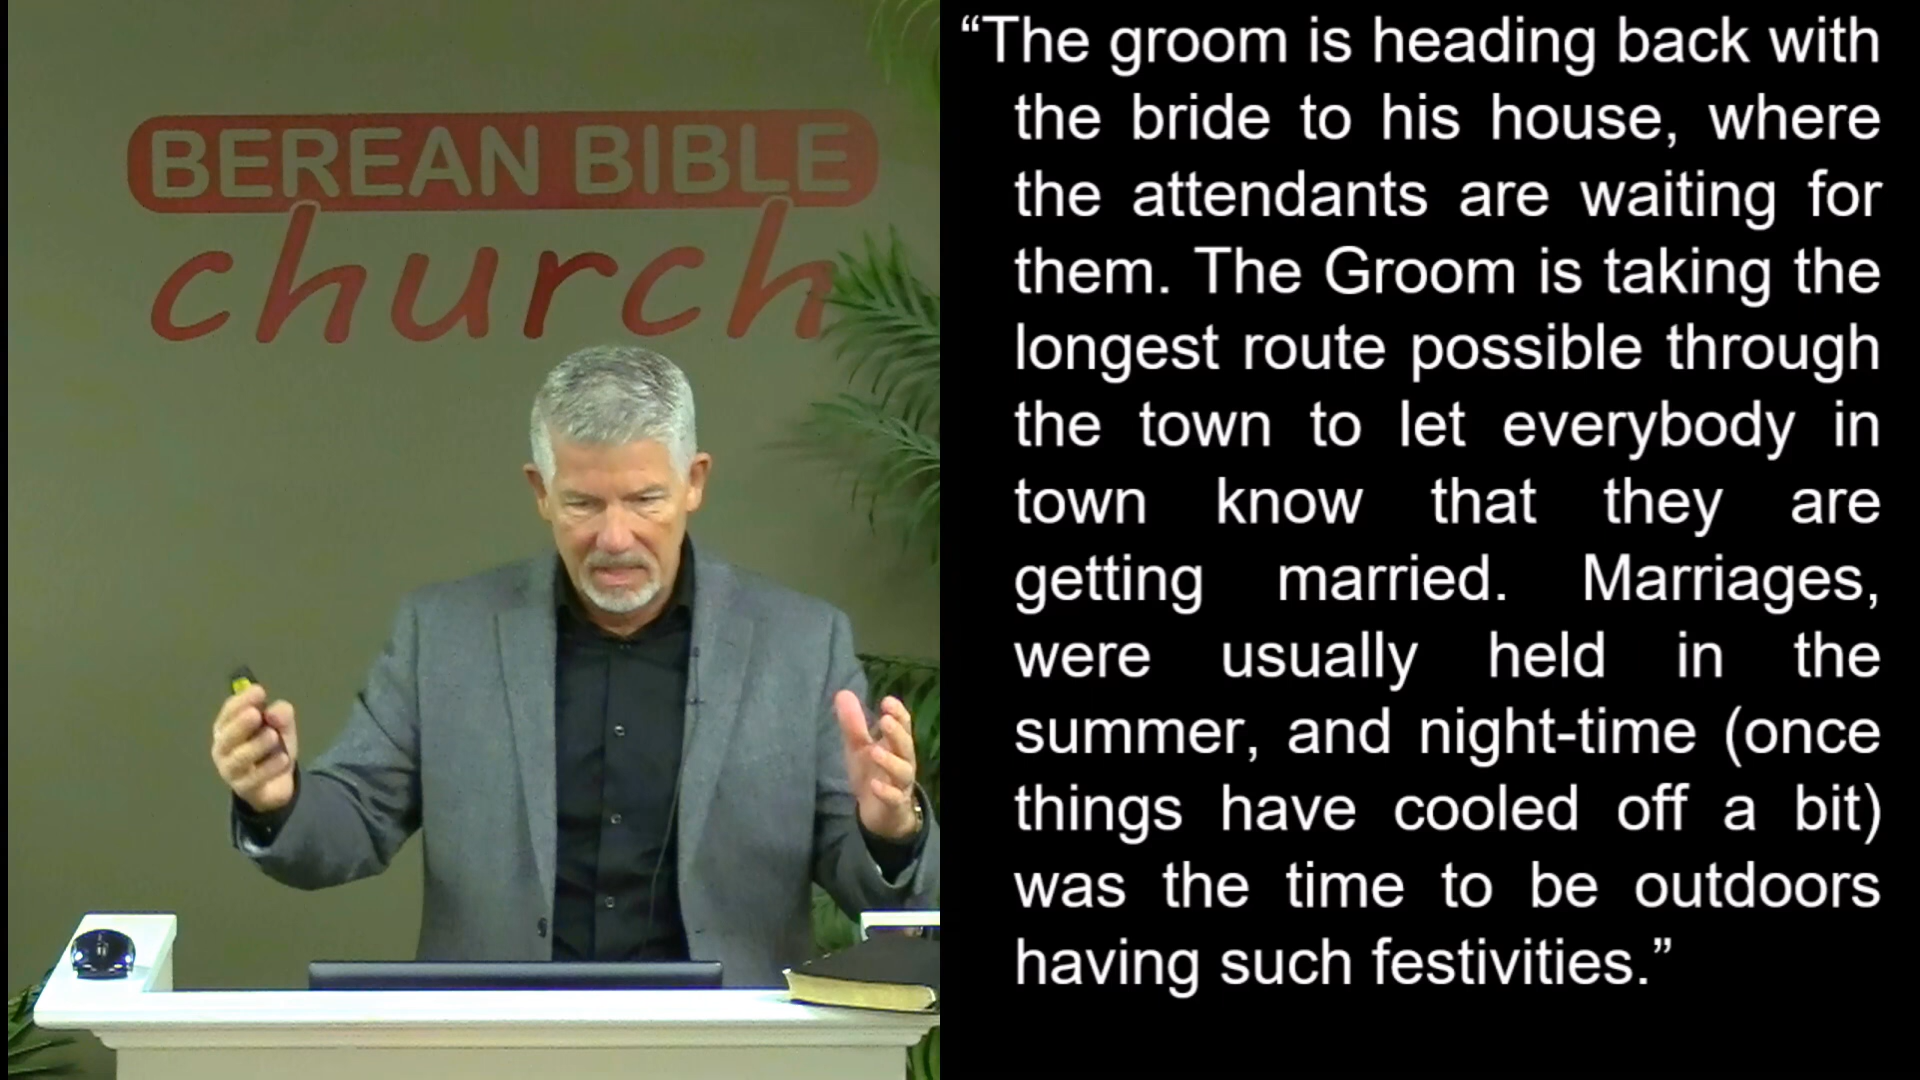 BEREAN BIBLE
church
“The groom is heading back with
the bride to his house, where
the attendants are waiting for
them. The Groom is taking the
longest route possible through
the town to let everybody in
town know that they are
getting married. Marriages,
were usually held in the
summer, and night-time (once
things have cooled off a bit)
was the time to be outdoors
having such festivities.”